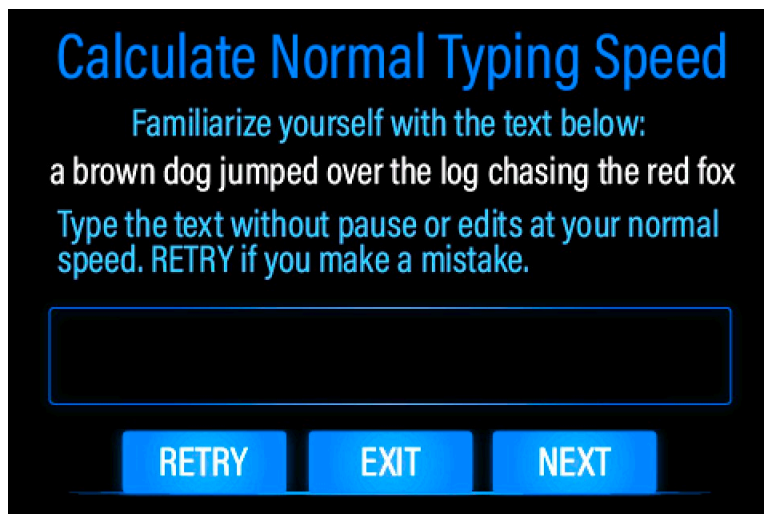 Calculate Normal Typing Speed
Familiarize yourself with the text below:
a brown dog jumped over the log chasing the red fox
Type the text without pause or edits at your normal
speed. RETRY if you make a mistake.
RETRY EXIT NEXT